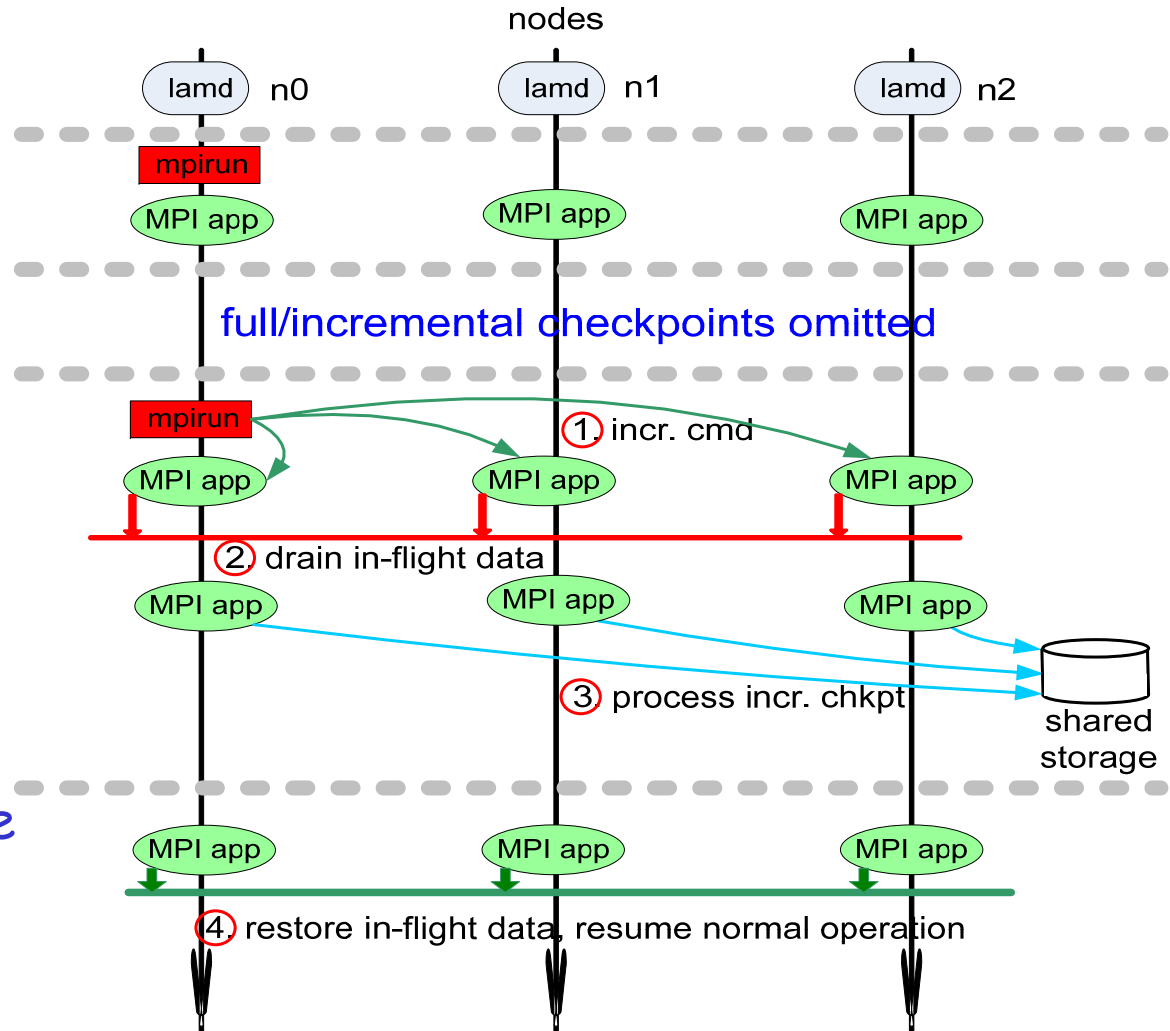 nodes
lamd n0 lamd n1 lamd n2
mpirun
MPI app MPI app MPI app
full/incremental checkpoints omitted
mpirun
1. incr. cmd
MPI app MPI app MPI app
2. drain in-flight data
MPI app MPI app MPI app
3. process incr. chkpt
shared
storage
e
MPI app MPI app MPI app
4. restore in-flight data, resume normal operation